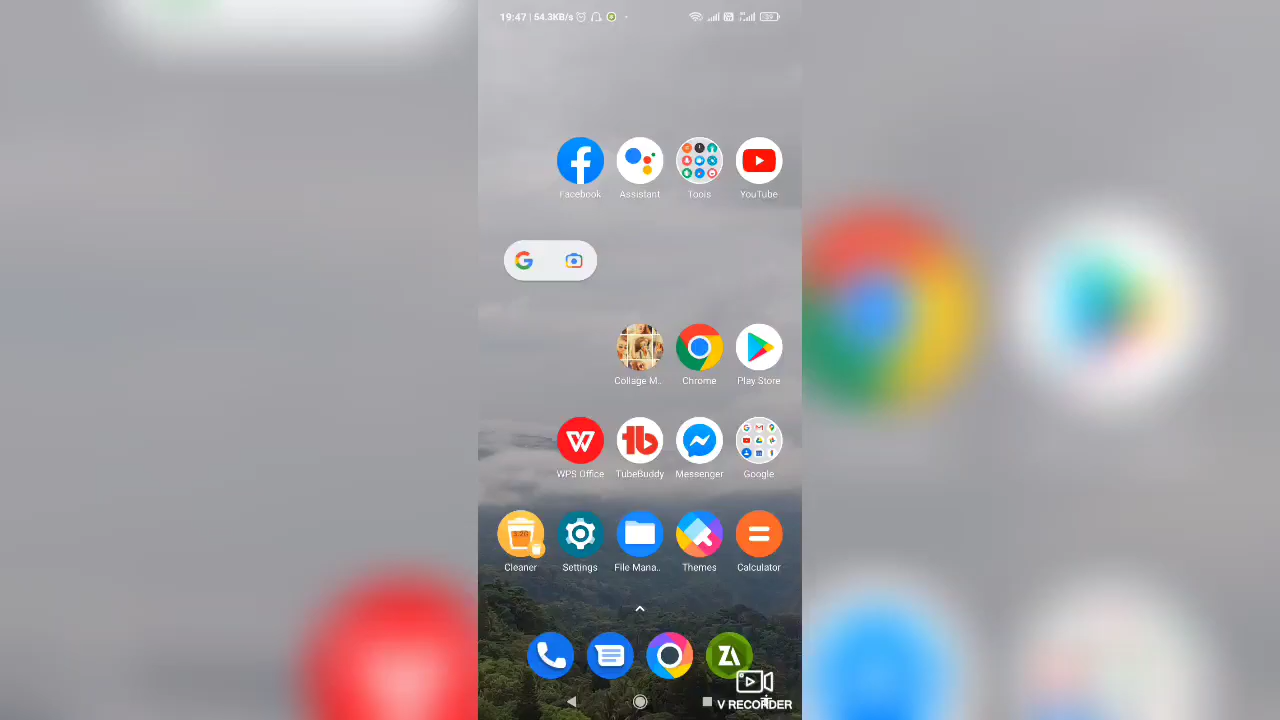 19:47 | 54.3KB/s
Facebook
Assistant
Tools
YouTube
Collage M..
Chrome
Play Store
WPS Office
TubeBuddy
Messenger
Google
Cleaner
Settings
File Mana..
Themes
Calculator
V RECORDER